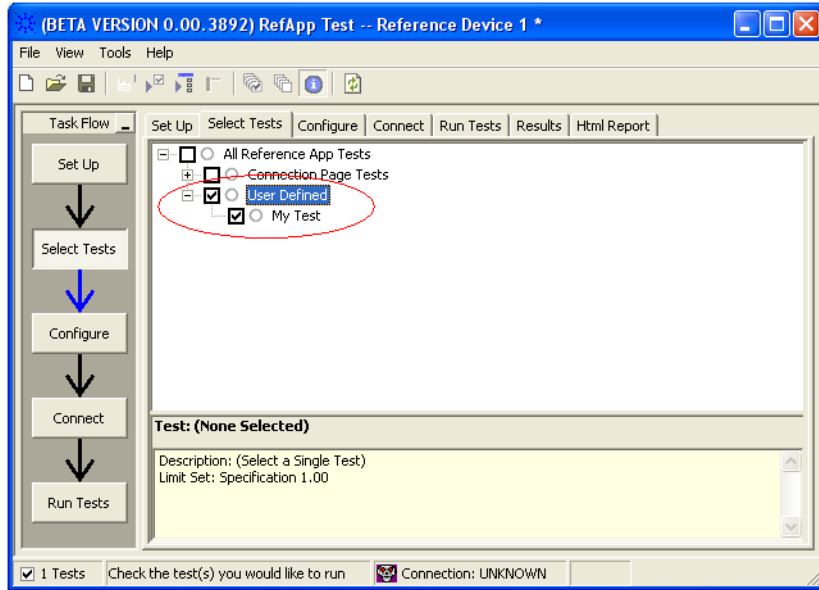 (BETA VERSION 0.00.3892) RefApp Test -- Reference Device 1 *
File View Tools Help
Task Flow
Set Up
Select Tests
Configure
Connect
Run Tests
Set Up Select Tests Configure Connect Run Tests Results Html Report
All Reference App Tests
Connection Page Tests
User Defined
My Test
Test: (None Selected)
Description: (Select a Single Test)
Limit Set: Specification 1.00
1 Tests Check the test(s) you would like to run Connection: UNKNOWN